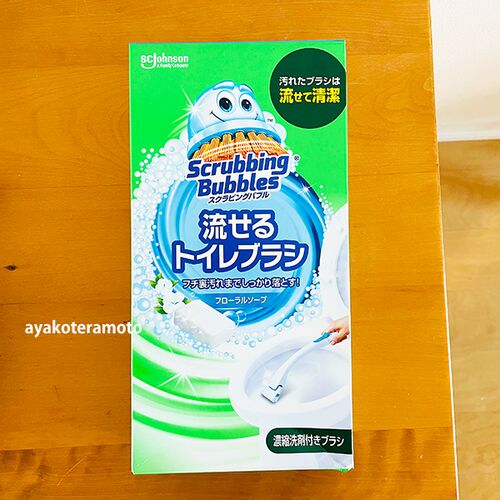 SCJohnson
A Family Company
汚れたブラシは
流せて清潔
Scrubbing
Bubbles®
スクラビングバブル
TM
流せる
トイレブラシ
フチ裏汚れまでしっかり落とす!
フローラルソープ
ayakoteramoto
濃縮洗剤付きブラシ